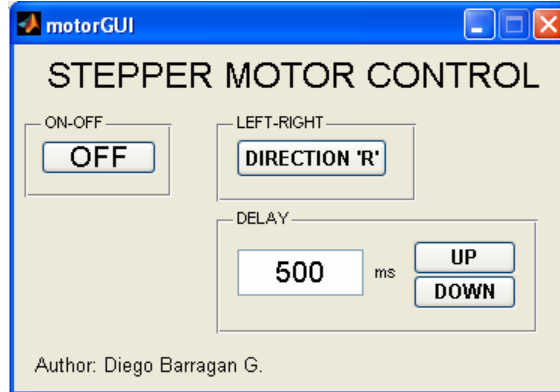 motorGUI
STEPPER MOTOR CONTROL
ON-OFF
OFF
LEFT-RIGHT
DIRECTION 'R'
DELAY
500 ms
UP
DOWN
Author: Diego Barragan G.